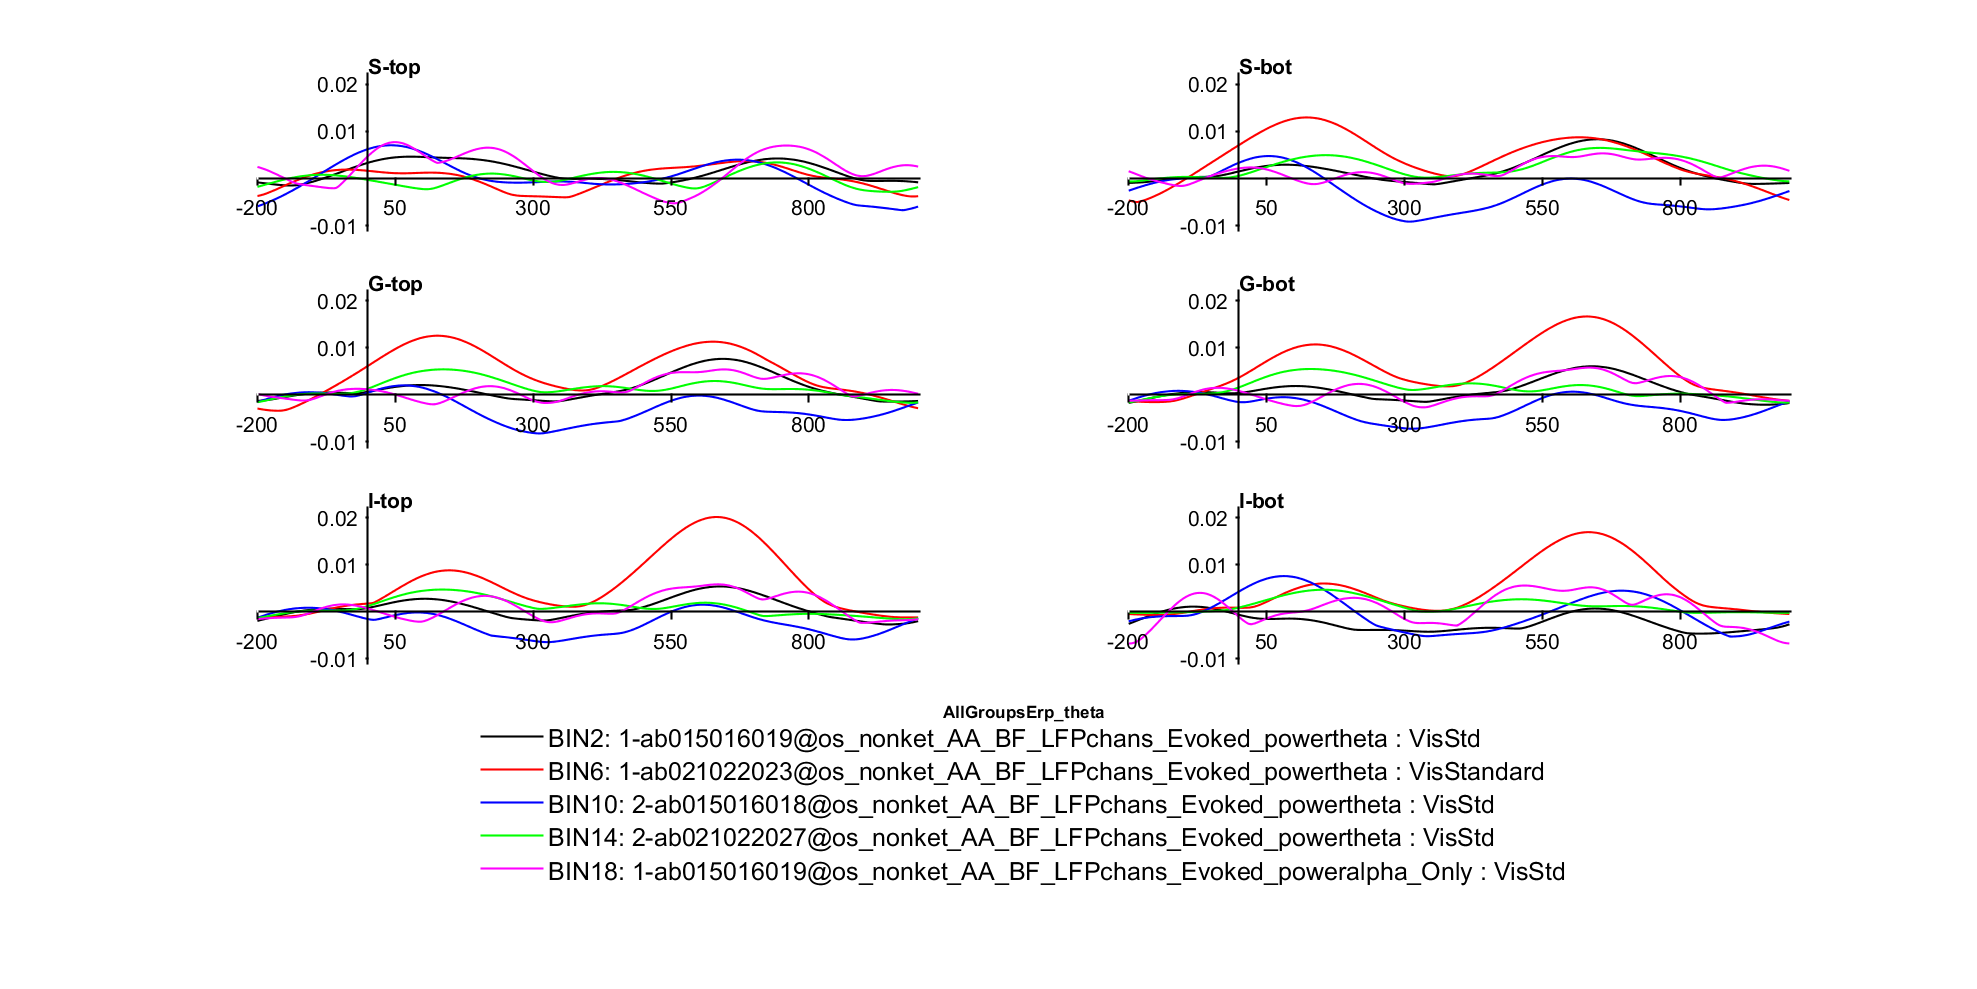 S-top
0.02
0.01
-0.01
-200 50 300 550 800
S-bot
0.02
0.01
-0.01
-200 50 300 550 800
G-top
0.02
0.01
-0.01
-200 50 300 550 800
G-bot
0.02
0.01
-0.01
-200 50 300 550 800
I-top
0.02
0.01
-0.01
-200 50 300 550 800
I-bot
0.02
0.01
-0.01
-200 50 300 550 800
AllGroupsErp_theta
BIN2: 1-ab015016019@os_nonket_AA_BF_LFPchans_Evoked_powertheta : VisStd
BIN6: 1-ab021022023@os_nonket_AA_BF_LFPchans_Evoked_powertheta : VisStandard
BIN10: 2-ab015016018@os_nonket_AA_BF_LFPchans_Evoked_powertheta : VisStd
BIN14: 2-ab021022027@os_nonket_AA_BF_LFPchans_Evoked_powertheta : VisStd
BIN18: 1-ab015016019@os_nonket_AA_BF_LFPchans_Evoked_poweralpha_Only : VisStd